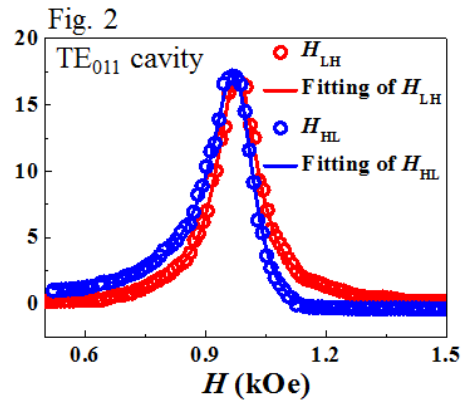 Fig. 2
TE₀₁₁ cavity
H_LH
Fitting of H_LH
H_HL
Fitting of H_HL
20
15
10
5
0
0.6 0.9 1.2 1.5
H (kOe)